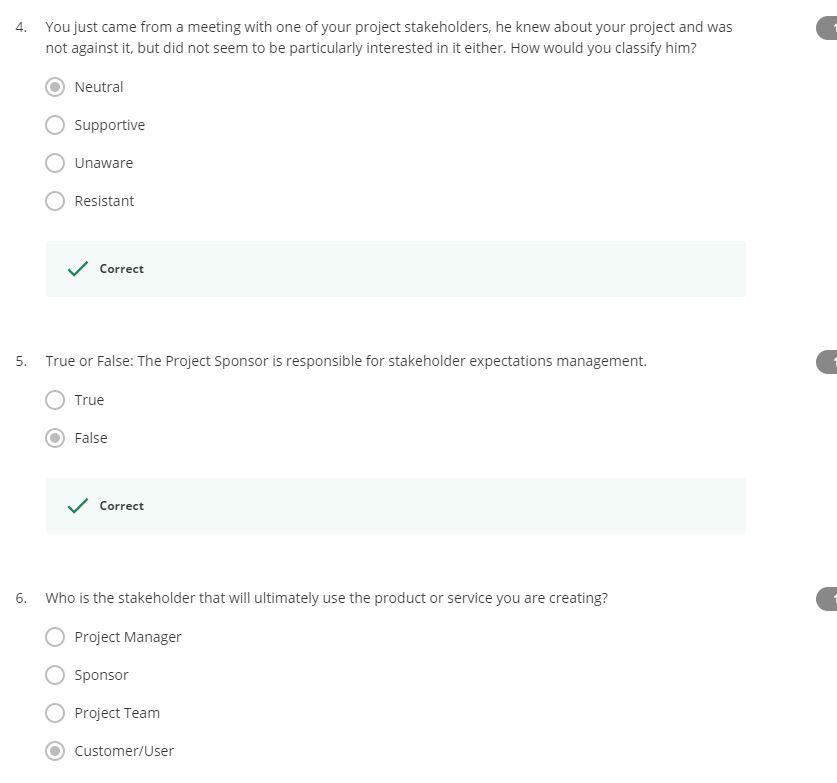 4. You just came from a meeting with one of your project stakeholders, he knew about your project and was
not against it, but did not seem to be particularly interested in it either. How would you classify him?
Neutral
Supportive
Unaware
Resistant
Correct
5. True or False: The Project Sponsor is responsible for stakeholder expectations management.
True
False
Correct
6. Who is the stakeholder that will ultimately use the product or service you are creating?
Project Manager
Sponsor
Project Team
Customer/User